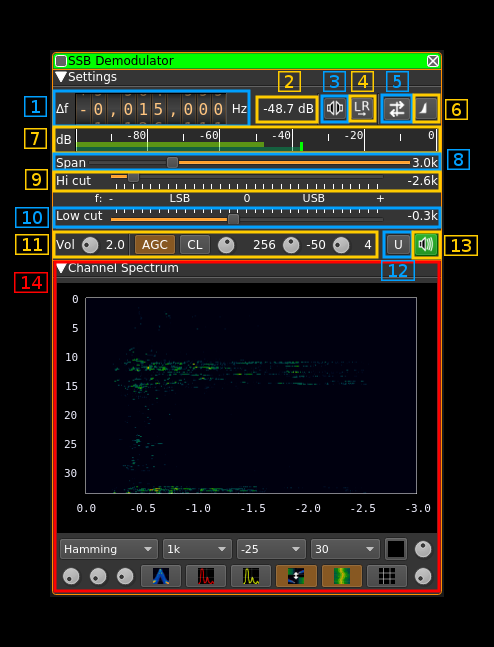 SSB Demodulator
Settings
2 3 4 5
1 Δf -0,015,000 Hz -48.7 dB LR 6
7 dB -80 -60 -40 -20 0
Span 3.0k 8
9 Hi cut -2.6k
f: - LSB 0 USB +
10 Low cut -0.3k
11 Vol 2.0 AGC CL 256 -50 4 U 13
14 Channel Spectrum 12
0
5
10
15
20
25
30
0.0 -0.5 -1.0 -1.5 -2.0 -2.5 -3.0
Hamming 1k -25 30